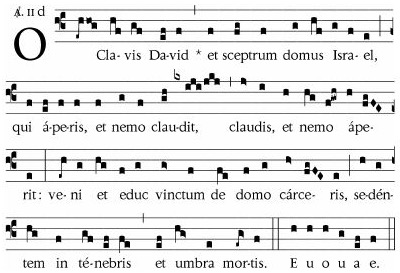 ℣. II d
O Cla- vis Da-vid * et sceptrum domus Isra- el,
qui á-pe-ris, et nemo clau-dit, claudis, et nemo ápe-
rit: ve-ni et educ vinctum de domo cárce- ris, se-dén-
tem in té-nebris et umbra mor-tis. E u o u a e.